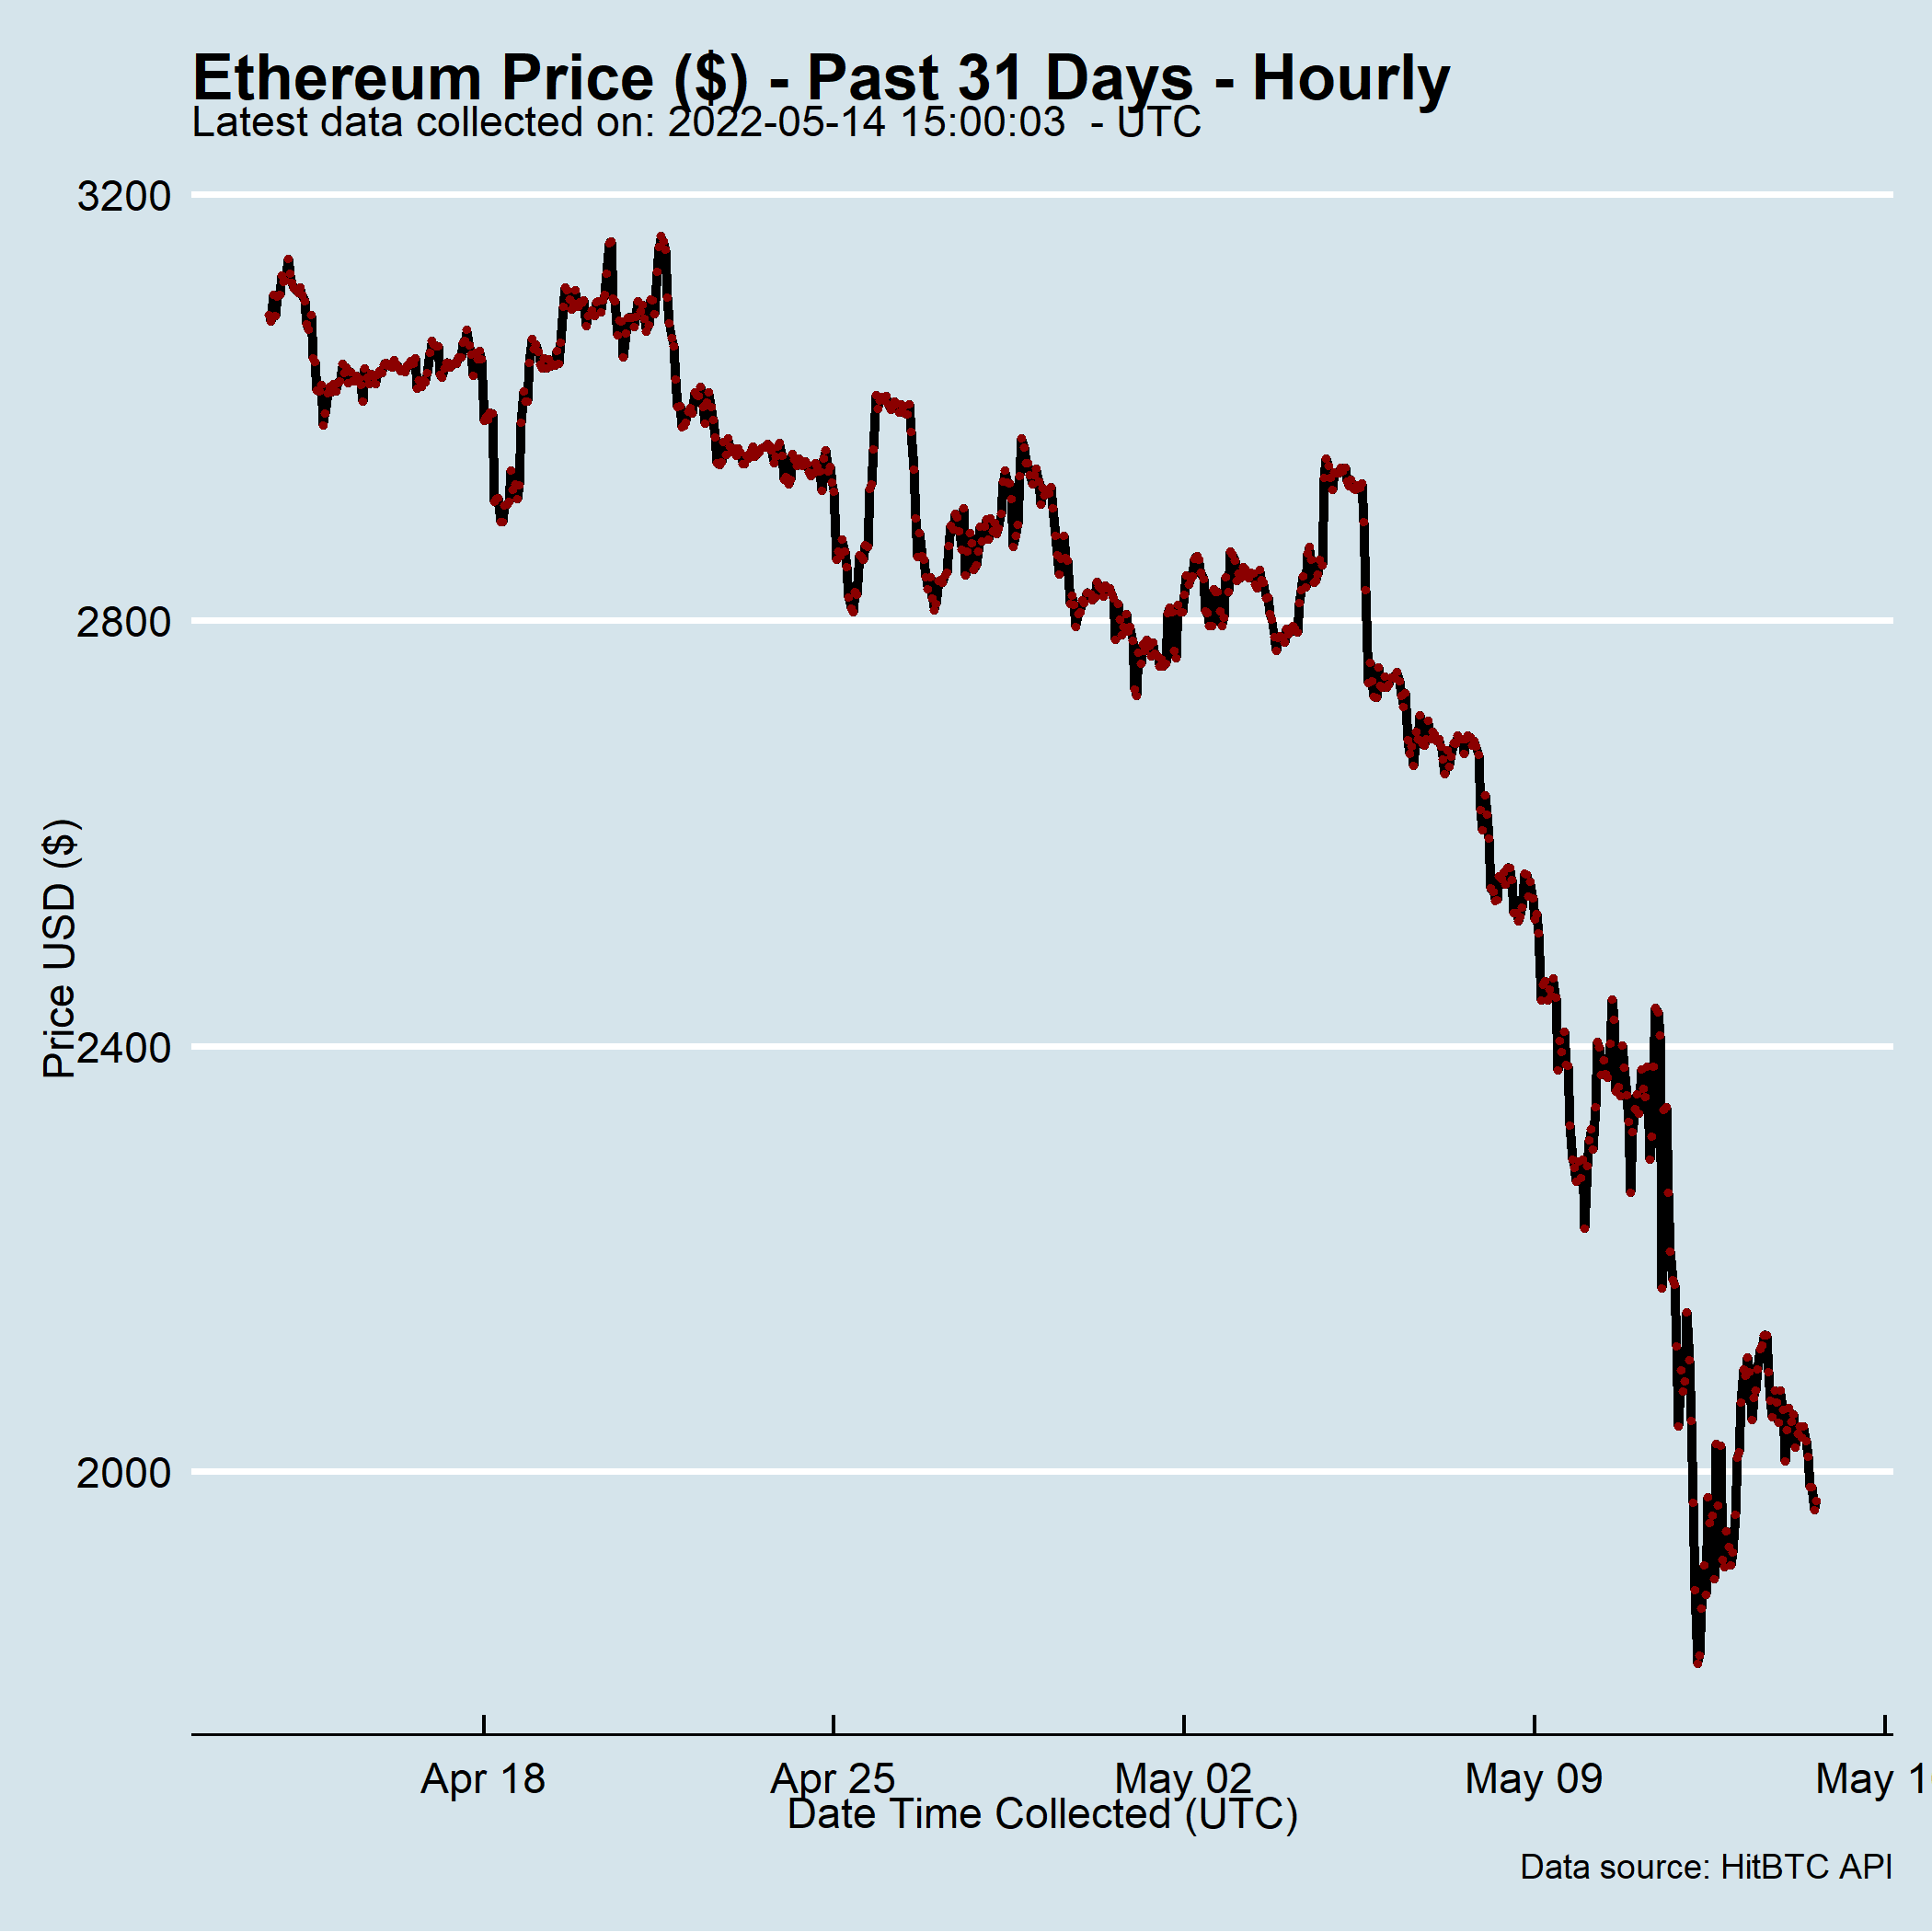 Ethereum Price ($) - Past 31 Days - Hourly
Latest data collected on: 2022-05-14 15:00:03  - UTC
3200
2800
2400
2000
Price USD ($)
Apr 18
Apr 25
May 02
May 09
May 1
Date Time Collected (UTC)
Data source: HitBTC API